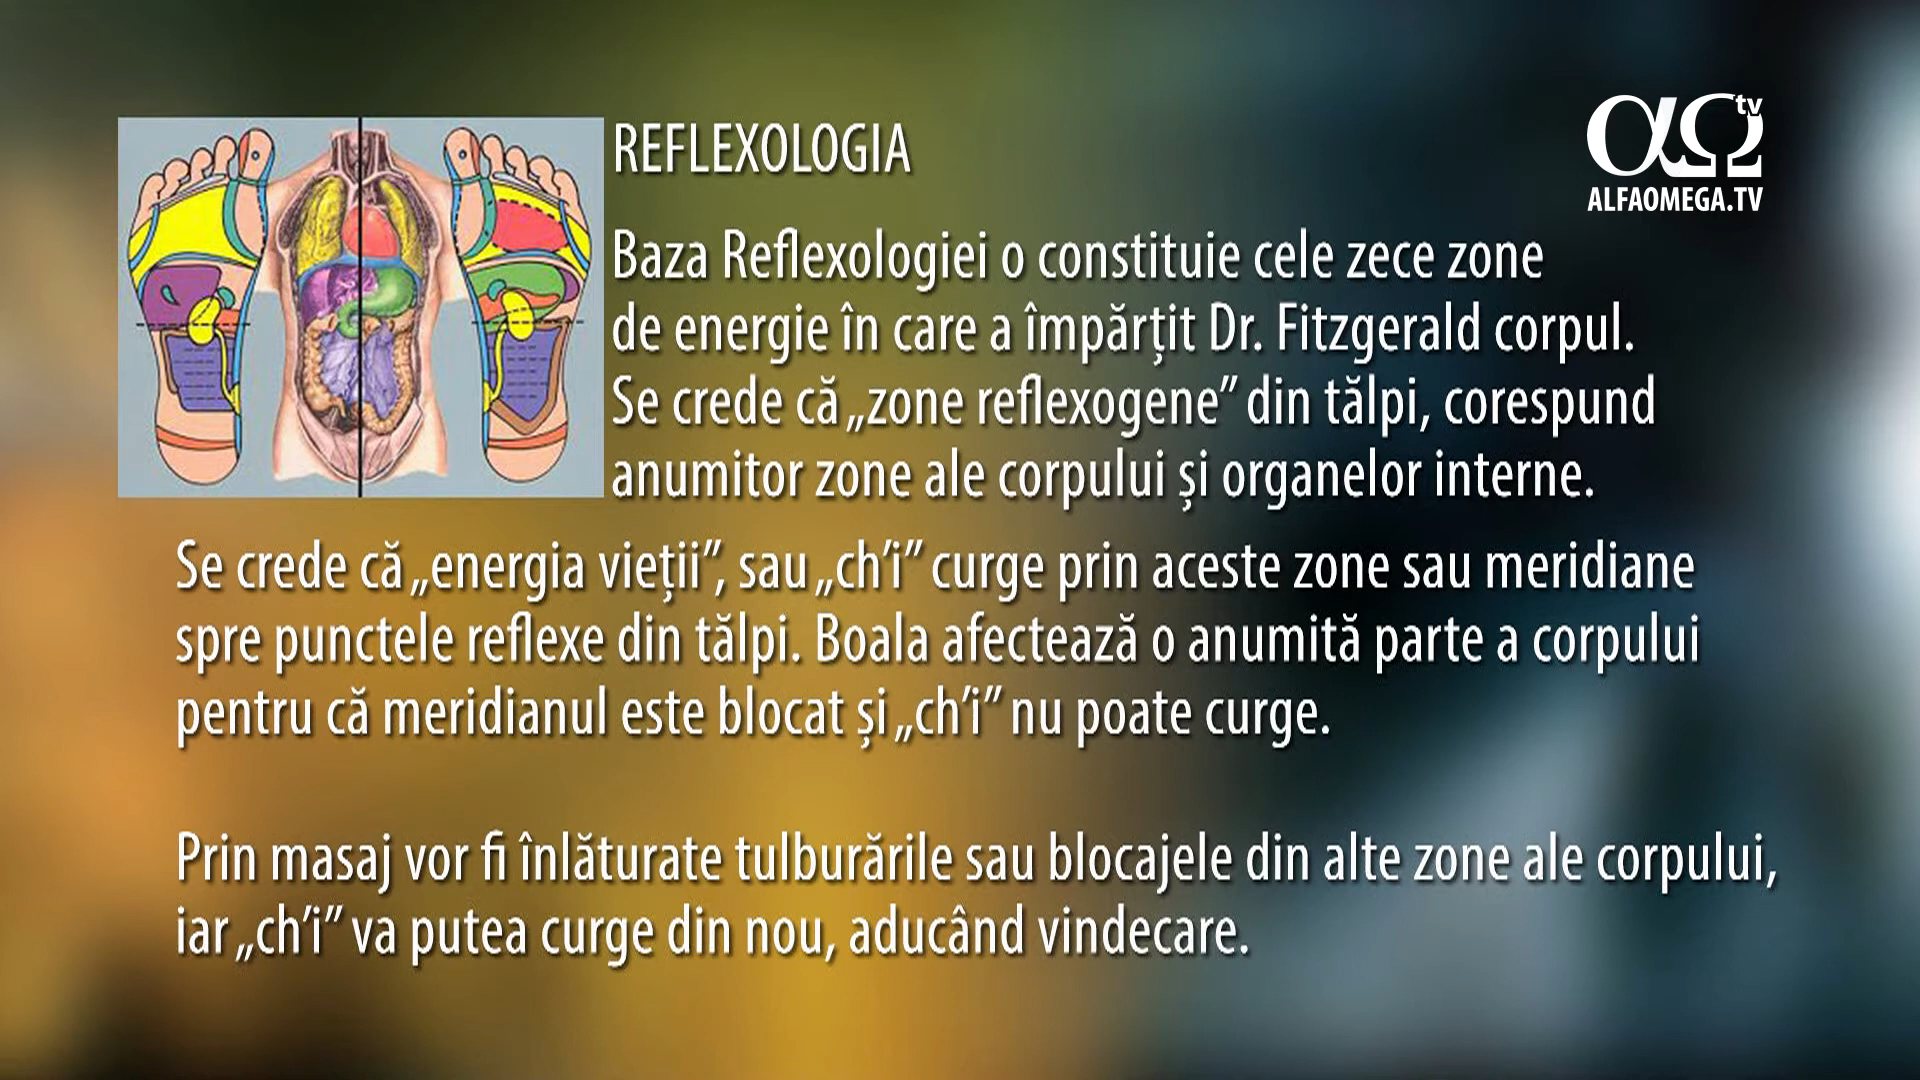 αΩ tv
ALFAOMEGA.TV
REFLEXOLOGIA
Baza Reflexologiei o constituie cele zece zone
de energie în care a împărțit Dr. Fitzgerald corpul.
Se crede că „zone reflexogene” din tălpi, corespund
anumitor zone ale corpului și organelor interne.
Se crede că „energia vieții”, sau „ch’i” curge prin aceste zone sau meridiane
spre punctele reflexe din tălpi. Boala afectează o anumită parte a corpului
pentru că meridianul este blocat și „ch’i” nu poate curge.
Prin masaj vor fi înlăturate tulburările sau blocajele din alte zone ale corpului,
iar „ch’i” va putea curge din nou, aducând vindecare.